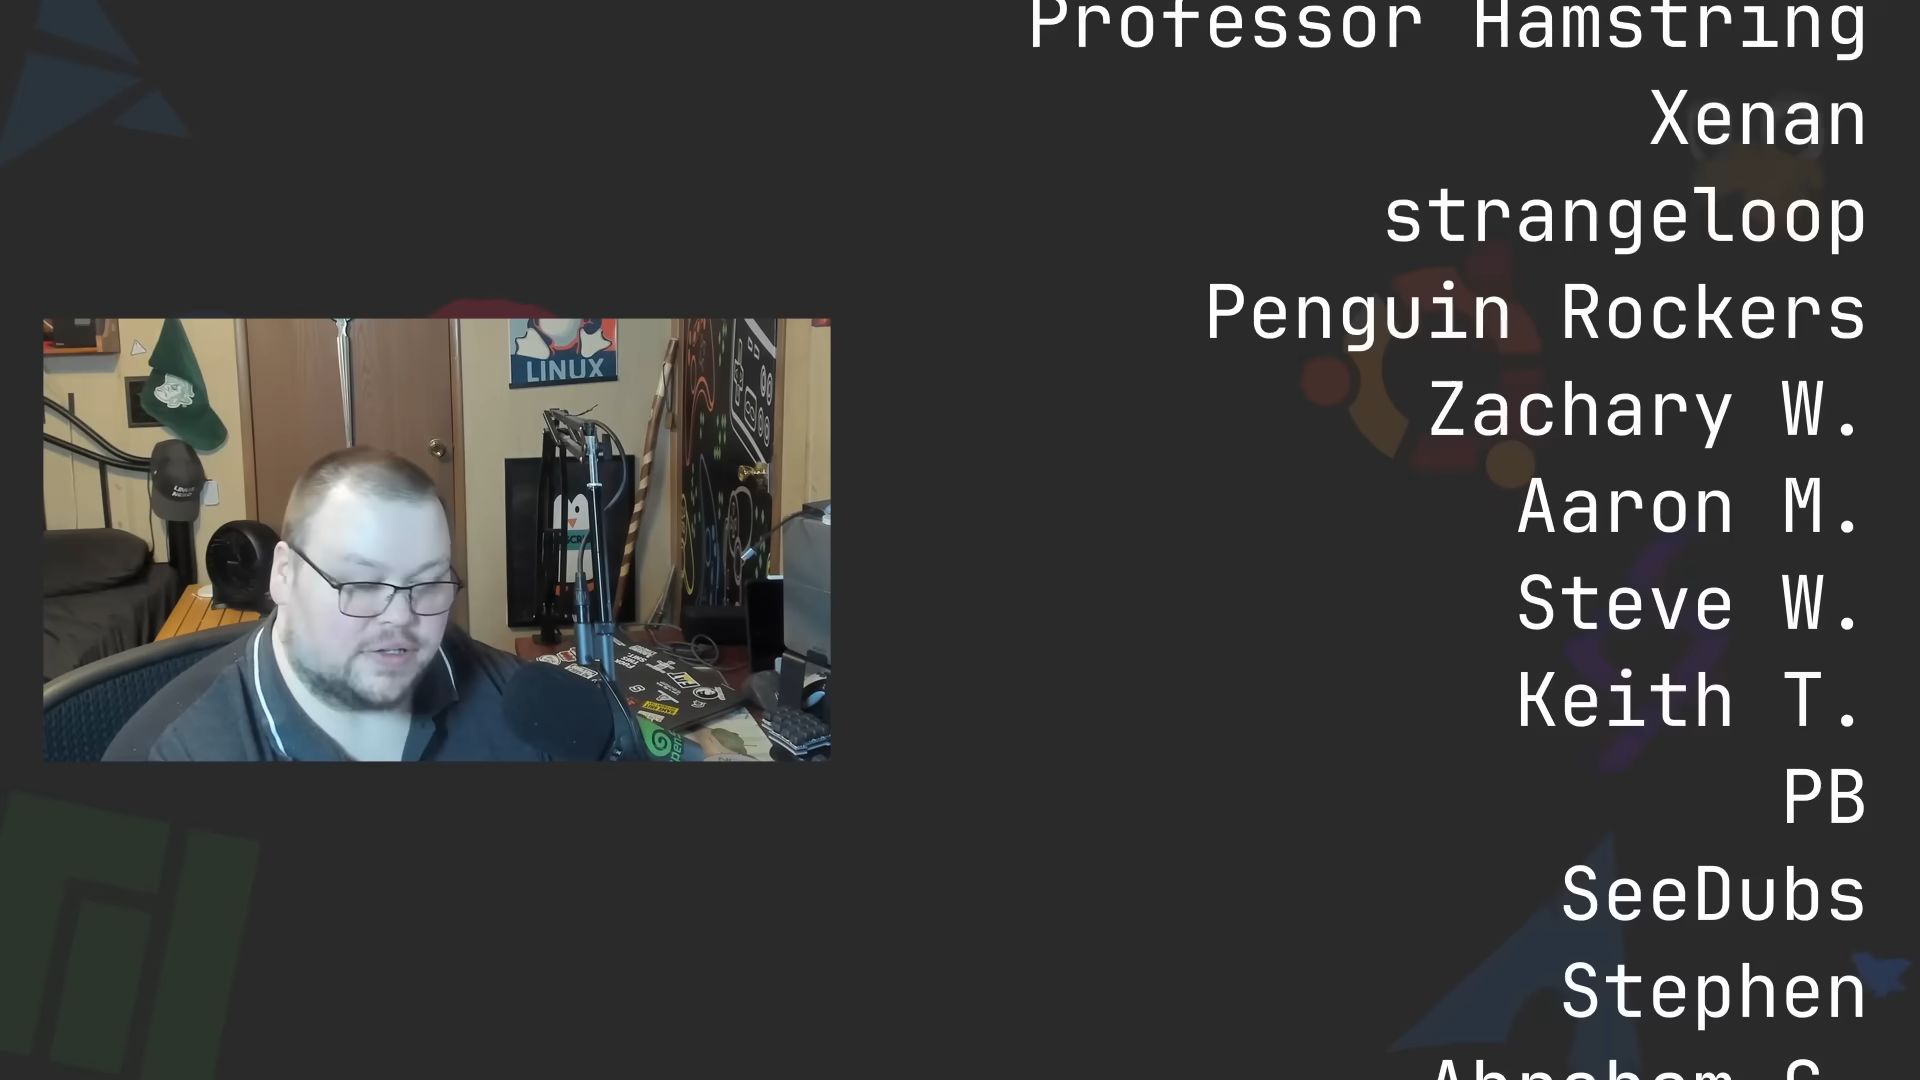 Professor Hamstring
Xenan
strangeloop
Penguin Rockers
Zachary W.
Aaron M.
Steve W.
Keith T.
PB
SeeDubs
Stephen
LINUX